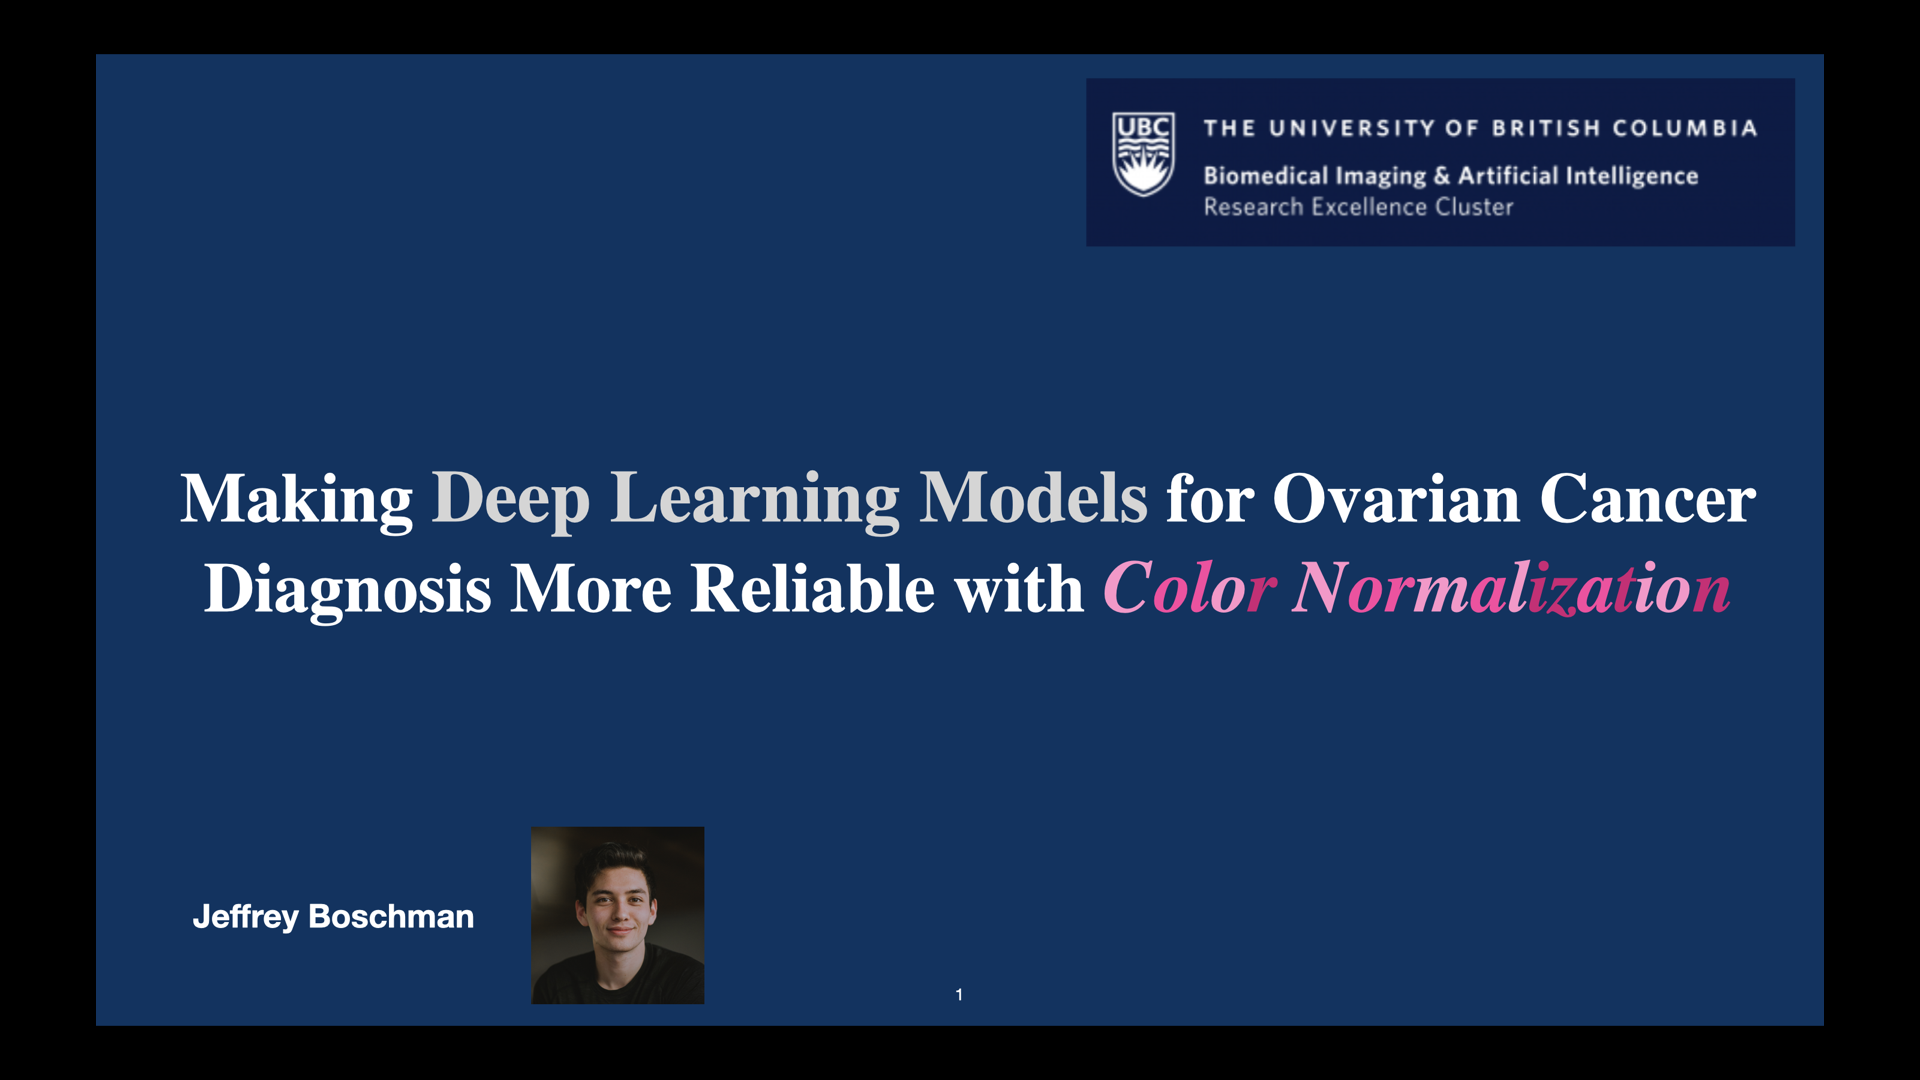 UBC
THE UNIVERSITY OF BRITISH COLUMBIA
Biomedical Imaging & Artificial Intelligence
Research Excellence Cluster
Making Deep Learning Models for Ovarian Cancer
Diagnosis More Reliable with Color Normalization
Jeffrey Boschman
1